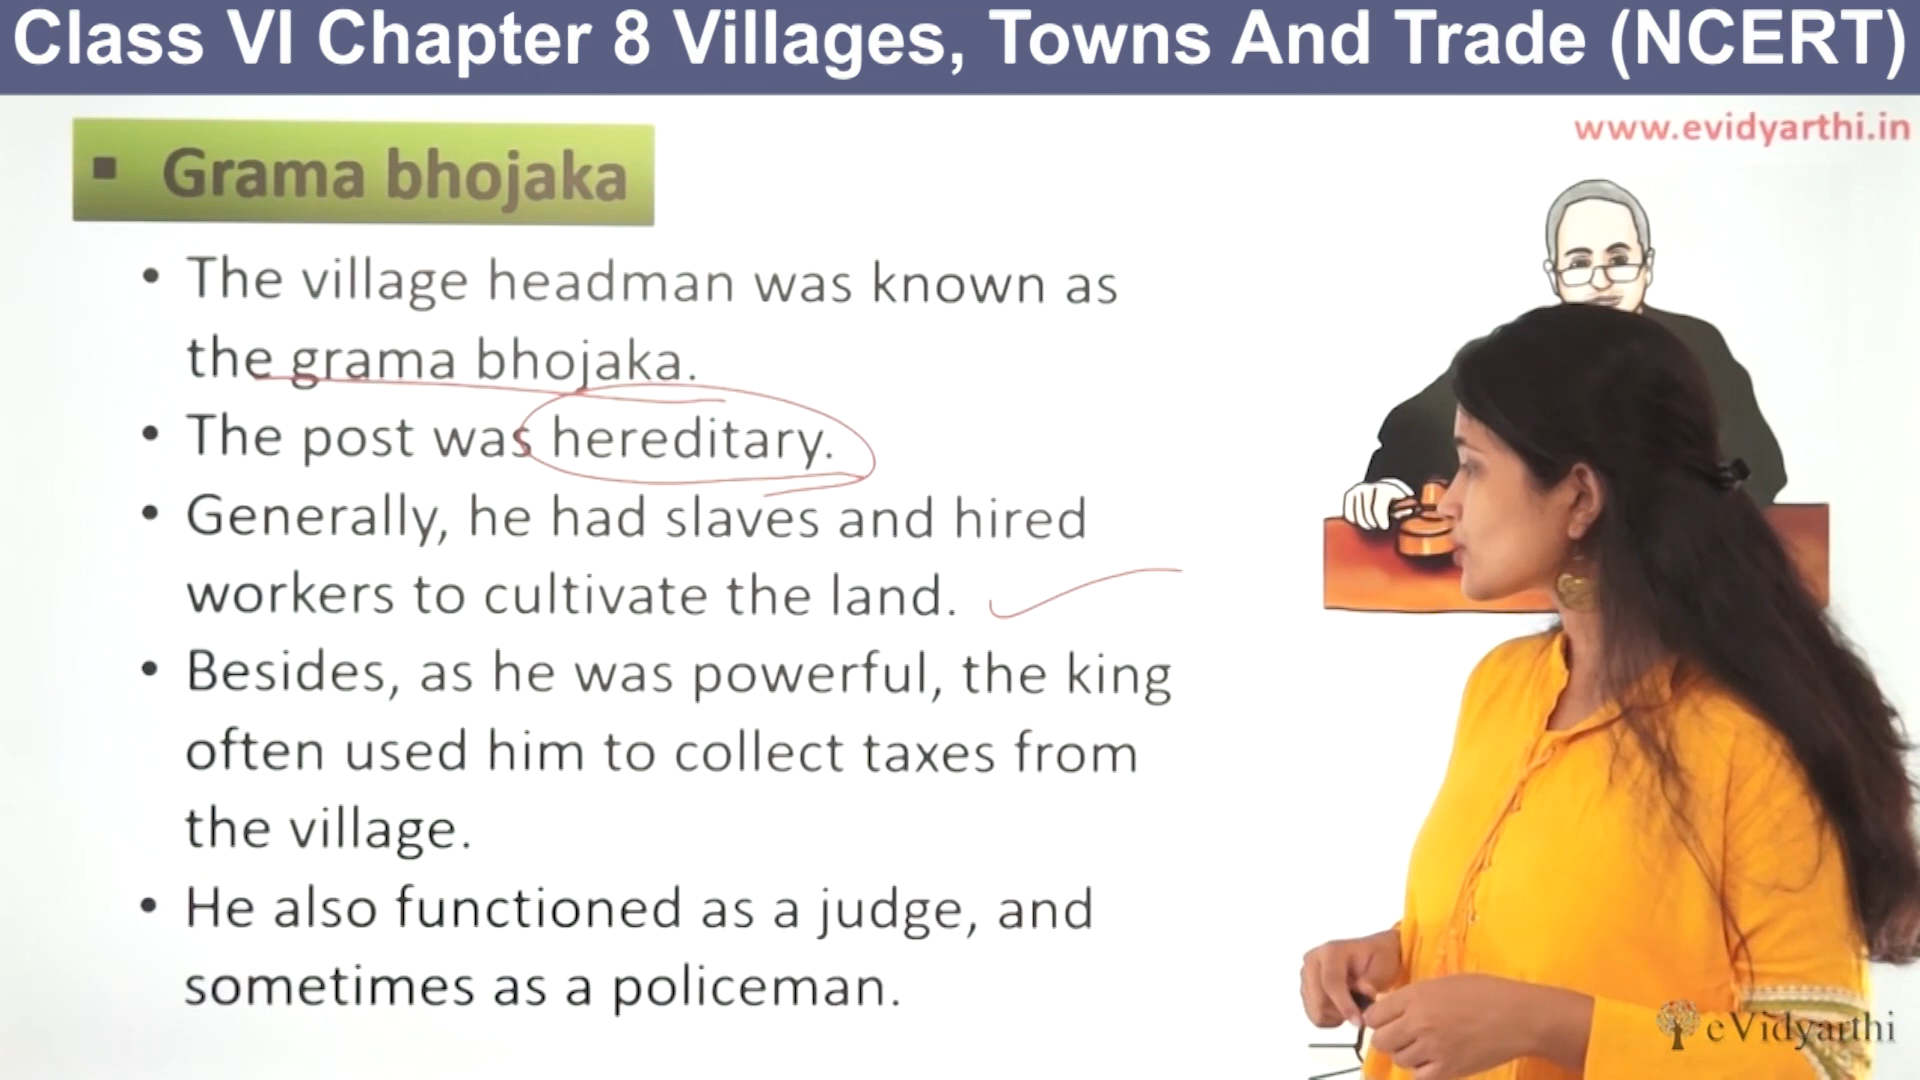 Class VI Chapter 8 Villages, Towns And Trade (NCERT)
www.evidyarthi.in
▪ Grama bhojaka
• The village headman was known as
the grama bhojaka.
• The post was hereditary.
• Generally, he had slaves and hired
workers to cultivate the land.
• Besides, as he was powerful, the king
often used him to collect taxes from
the village.
• He also functioned as a judge, and
sometimes as a policeman.
eVidyarthi